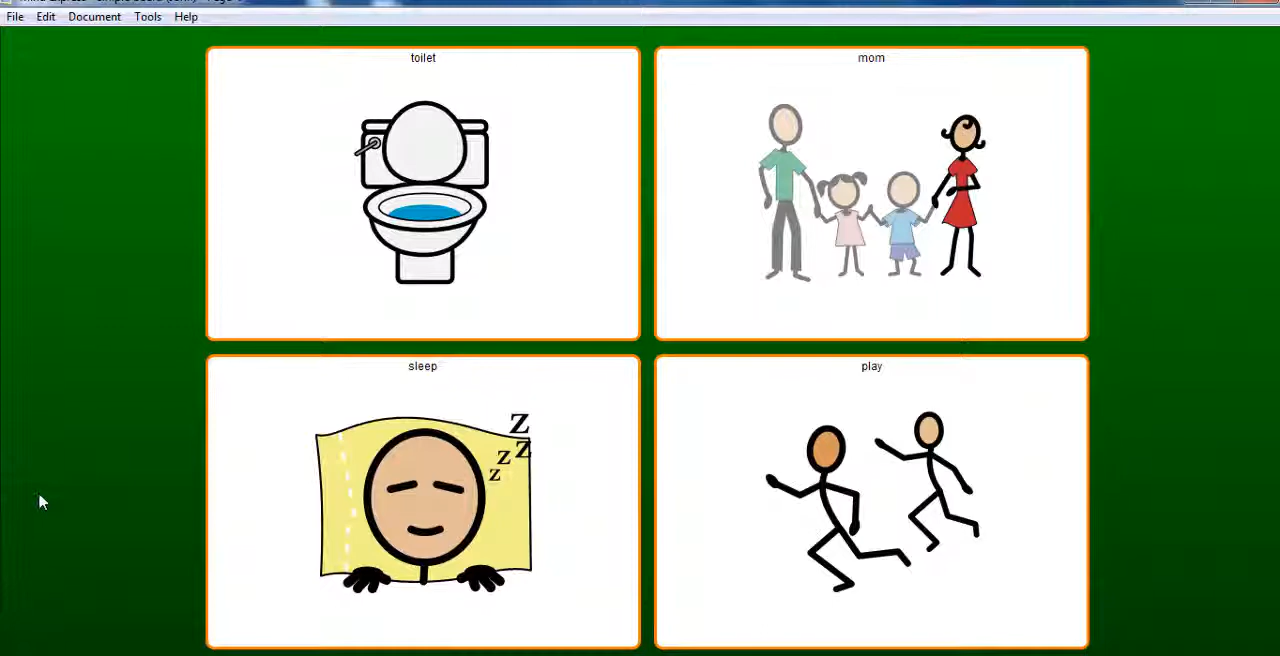 File Edit Document Tools Help
toilet
mom
sleep
Z
Z
z
z
play